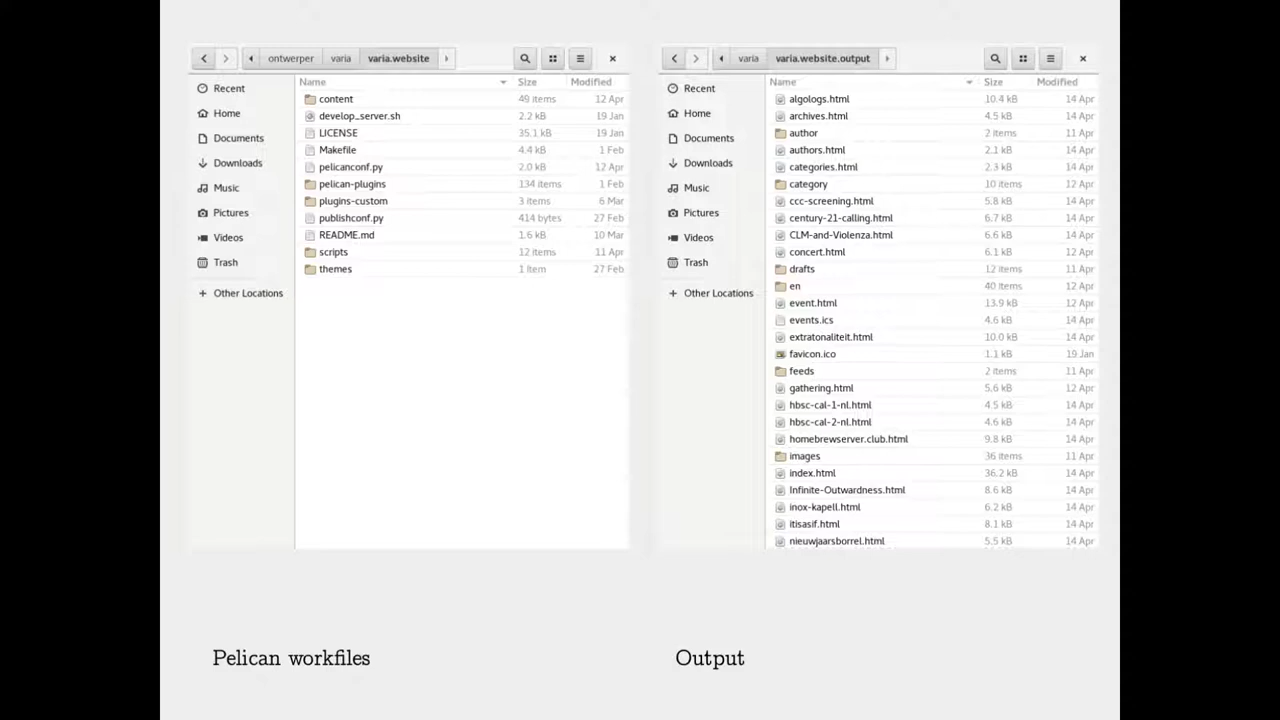 ontwerper varia varia.website
Name Size Modified
Recent
Home
Documents
Downloads
Music
Pictures
Videos
Trash
Other Locations
content 49 items 12 Apr
develop_server.sh 2.2 kB 19 Jan
LICENSE 35.1 kB 19 Jan
Makefile 4.4 kB 1 Feb
pelicanconf.py 2.0 kB 12 Apr
pelican-plugins 134 items 1 Feb
plugins-custom 3 items 6 Mar
publishconf.py 414 bytes 27 Feb
README.md 1.6 kB 10 Mar
scripts 12 items 11 Apr
themes 1 item 27 Feb
Pelican workfiles
varia varia.website.output
Name Size Modified
Recent
Home
Documents
Downloads
Music
Pictures
Videos
Trash
Other Locations
algologs.html 10.4 kB 14 Apr
archives.html 4.5 kB 14 Apr
author 2 items 11 Apr
authors.html 2.1 kB 14 Apr
categories.html 2.3 kB 14 Apr
category 10 items 12 Apr
ccc-screening.html 5.8 kB 14 Apr
century-21-calling.html 6.7 kB 14 Apr
CLM-and-Violenza.html 6.6 kB 14 Apr
concert.html 6.1 kB 12 Apr
drafts 12 items 11 Apr
en 40 items 12 Apr
event.html 13.9 kB 12 Apr
events.ics 4.6 kB 14 Apr
extratonaliteit.html 10.0 kB 14 Apr
favicon.ico 1.1 kB 19 Jan
feeds 2 items 11 Apr
gathering.html 5.6 kB 12 Apr
hbsc-cal-1-nl.html 4.5 kB 14 Apr
hbsc-cal-2-nl.html 4.6 kB 14 Apr
homebrewserver.club.html 9.8 kB 14 Apr
images 36 items 11 Apr
index.html 36.2 kB 14 Apr
Infinite-Outwardness.html 8.6 kB 14 Apr
inox-kapell.html 6.2 kB 14 Apr
itisasif.html 8.1 kB 14 Apr
nieuwjaarsborrel.html 5.5 kB 14 Apr
Output